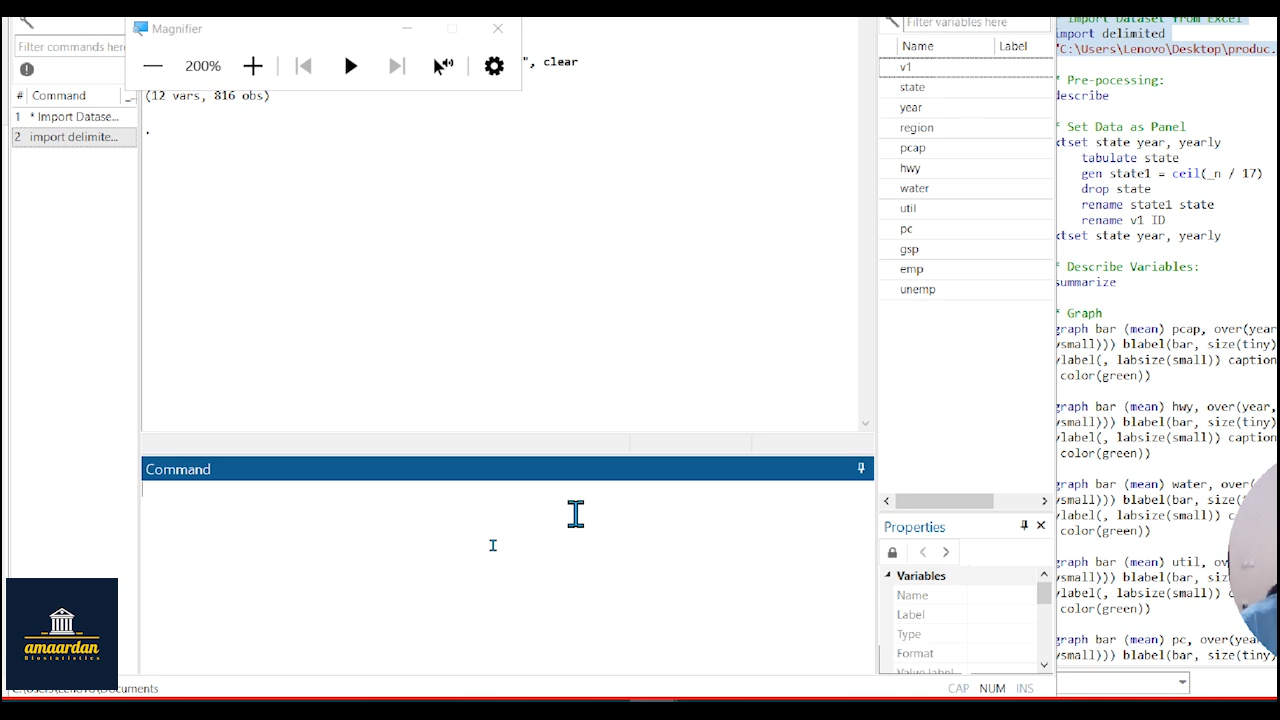 Magnifier
200%
Filter commands her
# Command
1 * Import Datase...
2 import delimite...
", clear
(12 vars, 816 obs)
.
Command
Filter variables here
Name Label
v1
state
year
region
pcap
hwy
water
util
pc
gsp
emp
unemp
Properties
Variables
Name
Label
Type
Format
Value label
Import Dataset from Excel
import delimited
"C:\Users\Lenovo\Desktop\produc.
* Pre-pocessing:
describe
* Set Data as Panel
xtset state year, yearly
tabulate state
gen state1 = ceil(_n / 17)
drop state
rename state1 state
rename v1 ID
xtset state year, yearly
* Describe Variables:
summarize
* Graph
graph bar (mean) pcap, over(year
vsmall))) blabel(bar, size(tiny)
ylabel(, labsize(small)) caption
color(green))
graph bar (mean) hwy, over(year,
vsmall))) blabel(bar, size(tiny)
ylabel(, labsize(small)) caption
color(green))
graph bar (mean) water, over(
vsmall))) blabel(bar, size(t
ylabel(, labsize(small)) c
color(green))
graph bar (mean) util, ov
vsmall))) blabel(bar, siz
ylabel(, labsize(small))
color(green))
graph bar (mean) pc, over(year
vsmall))) blabel(bar, size(tiny)
amaardan
Biostatistics
C:\Users\Lenovo\Documents
CAP NUM INS